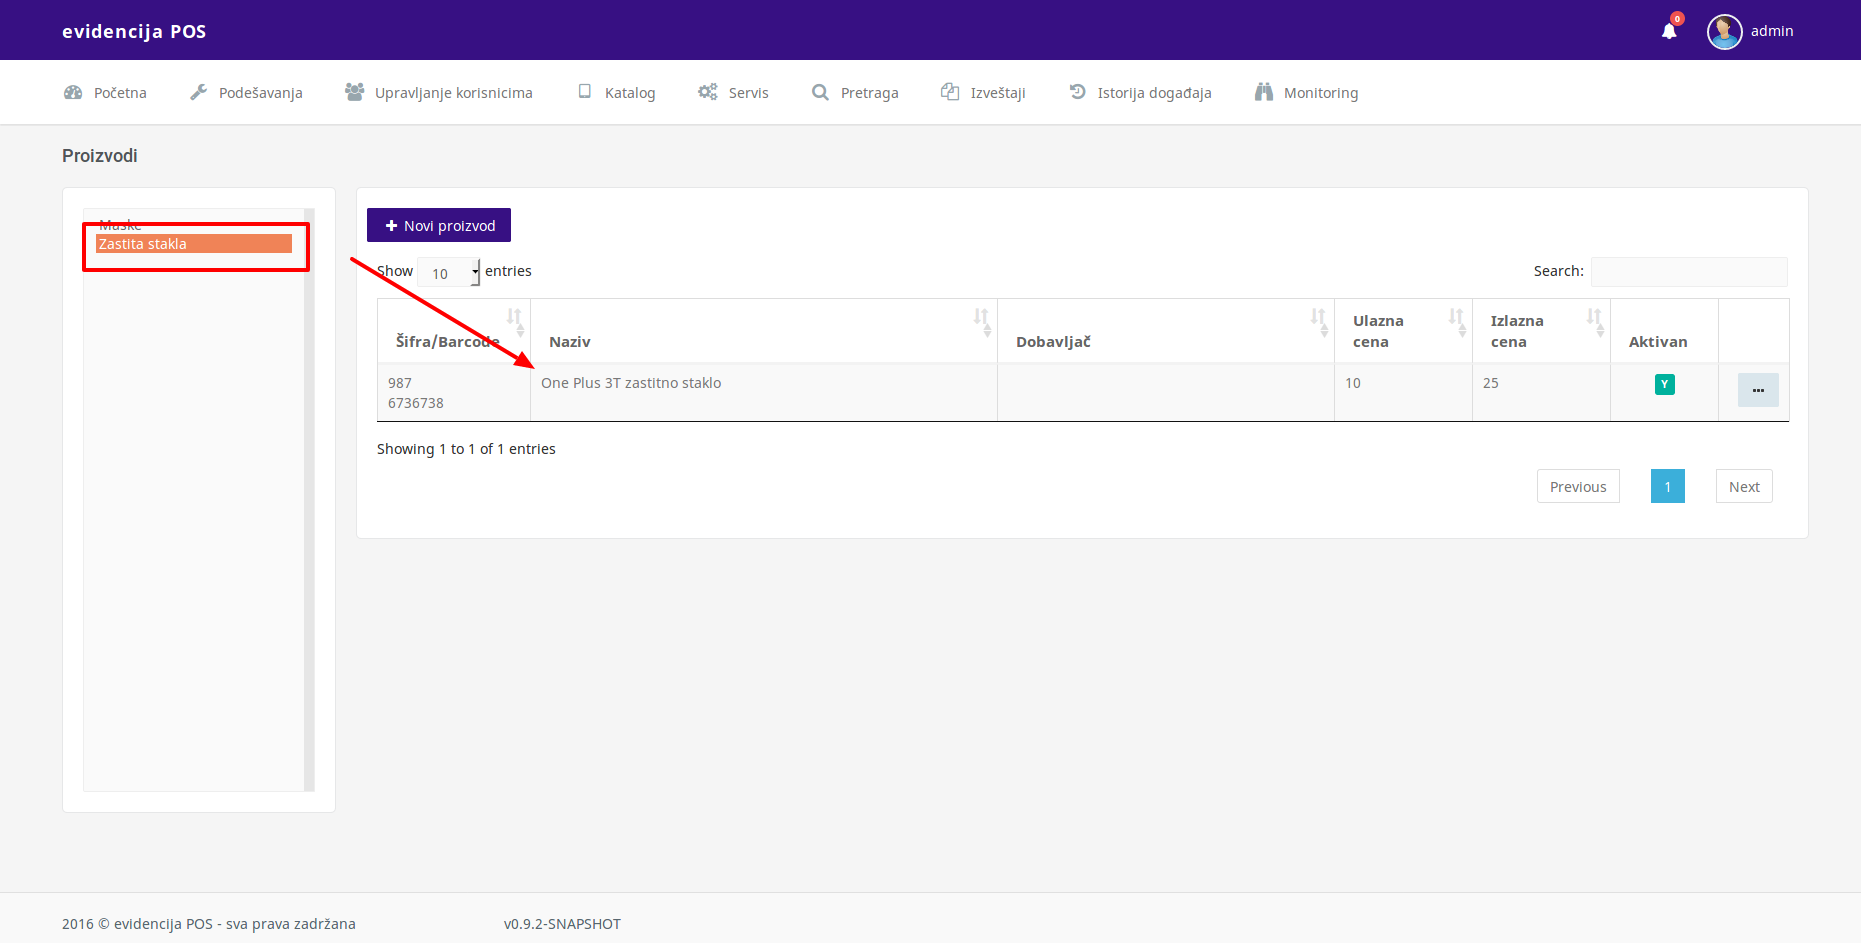 evidencija POS
0
admin
Početna Podešavanja Upravljanje korisnicima Katalog Servis Pretraga Izveštaji Istorija događaja Monitoring
Proizvodi
Maske
Zastita stakla
Novi proizvod
Show 10 entries
Search:
Šifra/Barcode Naziv Dobavljač Ulazna cena Izlazna cena Aktivan
987 One Plus 3T zastitno staklo 10 25 Y ...
6736738
Showing 1 to 1 of 1 entries
Previous 1 Next
2016 © evidencija POS - sva prava zadržana v0.9.2-SNAPSHOT